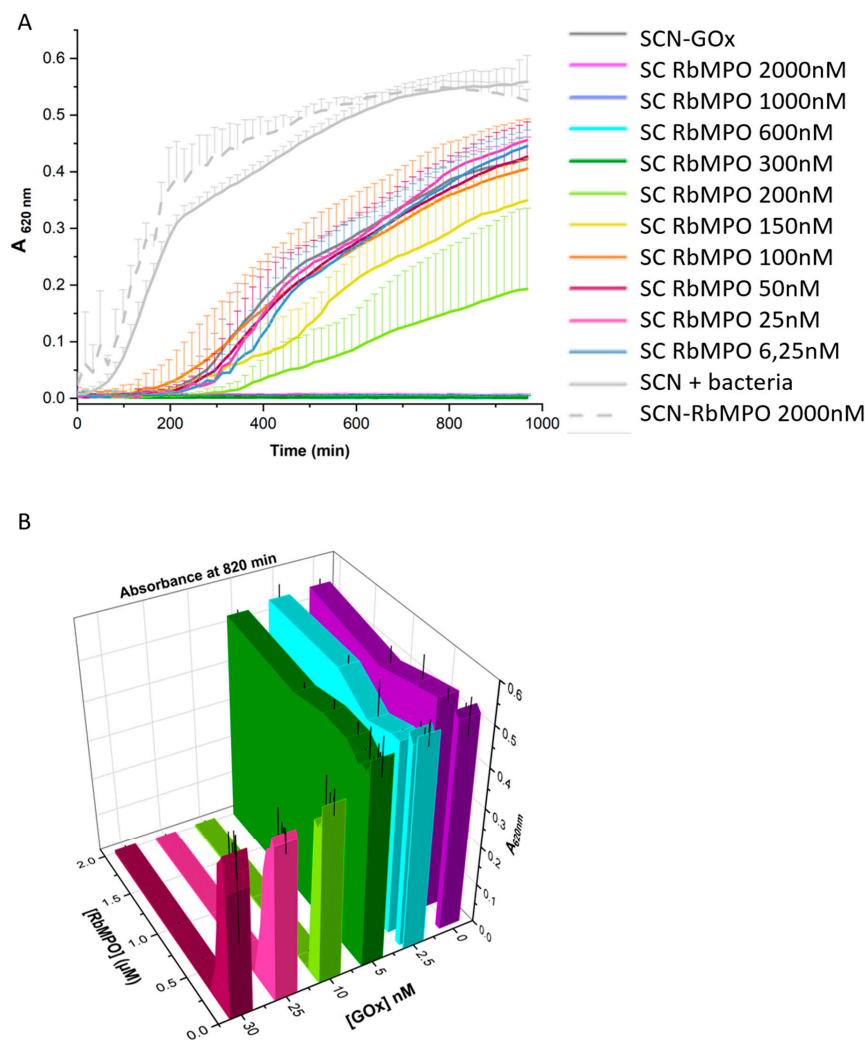 A
0.6
0.5
0.4
0.3
0.2
0.1
0.0
A 620 nm
0 200 400 600 800 1000
Time (min)
SCN-GOx
SC RbMPO 2000nM
SC RbMPO 1000nM
SC RbMPO 600nM
SC RbMPO 300nM
SC RbMPO 200nM
SC RbMPO 150nM
SC RbMPO 100nM
SC RbMPO 50nM
SC RbMPO 25nM
SC RbMPO 6,25nM
SCN + bacteria
SCN-RbMPO 2000nM
B
Absorbance at 820 min
0.6
0.5
0.4
0.3
0.2
0.1
0.0
A620nm
2.0
1.5
1.0
0.5
0.0
[RbMPO] (µM)
30 25 10 5 2.5 0
[GOx] nM